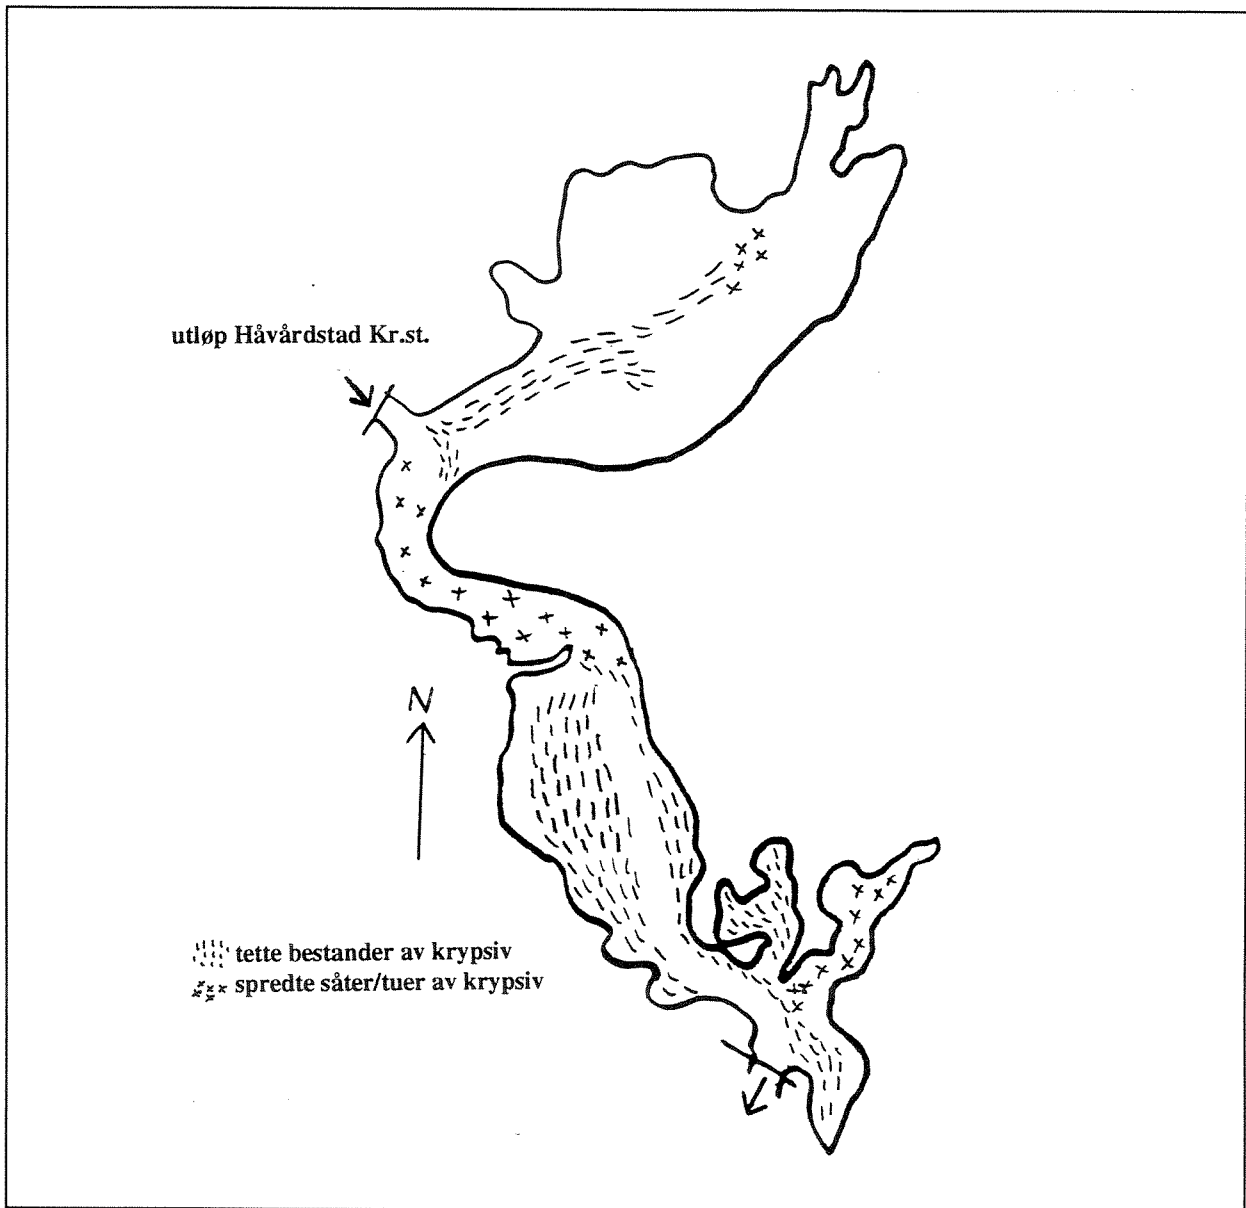 utløp Håvårdstad Kr.st.
N
tette bestander av krypsiv
spredte såter/tuer av krypsiv